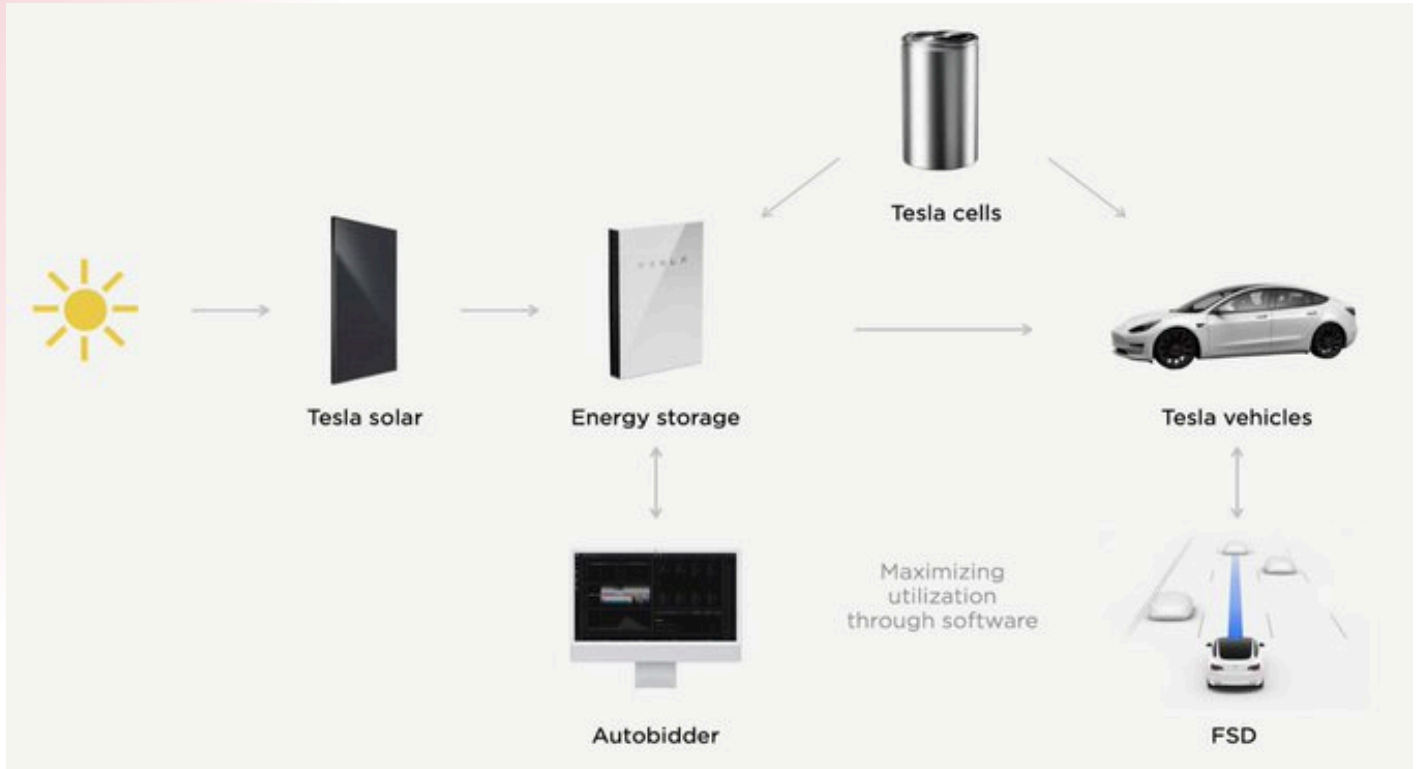 Tesla cells
Tesla solar
Energy storage
Tesla vehicles
Maximizing
utilization
through software
Autobidder
FSD